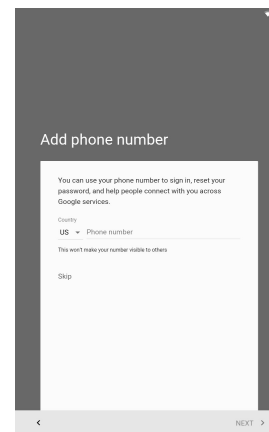 Add phone number
You can use your phone number to sign in, reset your
password, and help people connect with you across
Google services.
Country
US Phone number
This won't make your number visible to others
Skip
NEXT